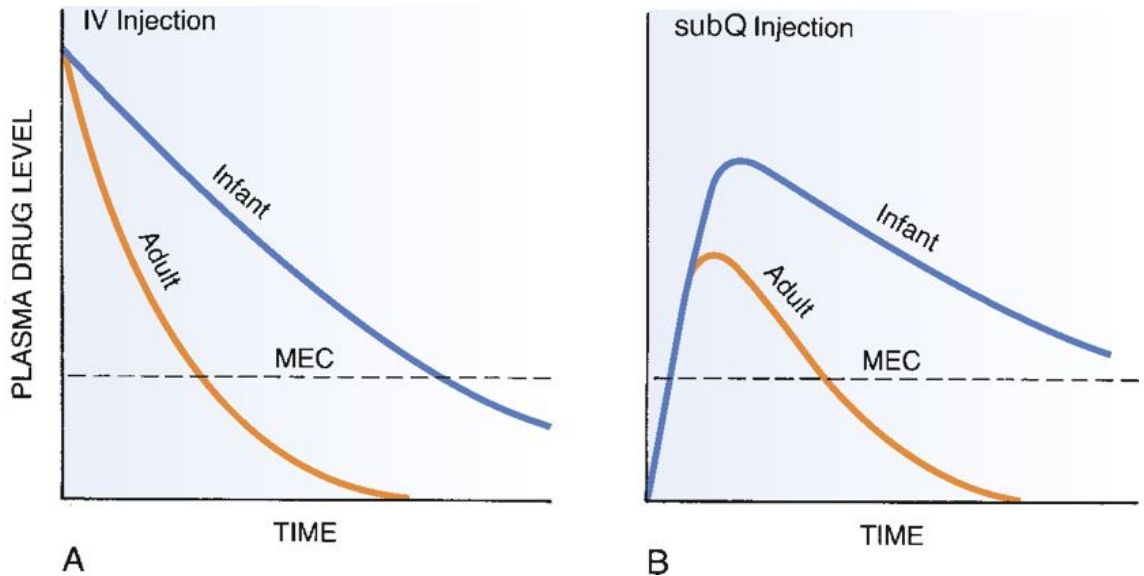 IV Injection
PLASMA DRUG LEVEL
Infant
Adult
MEC
TIME
A
subQ Injection
Infant
Adult
MEC
TIME
B